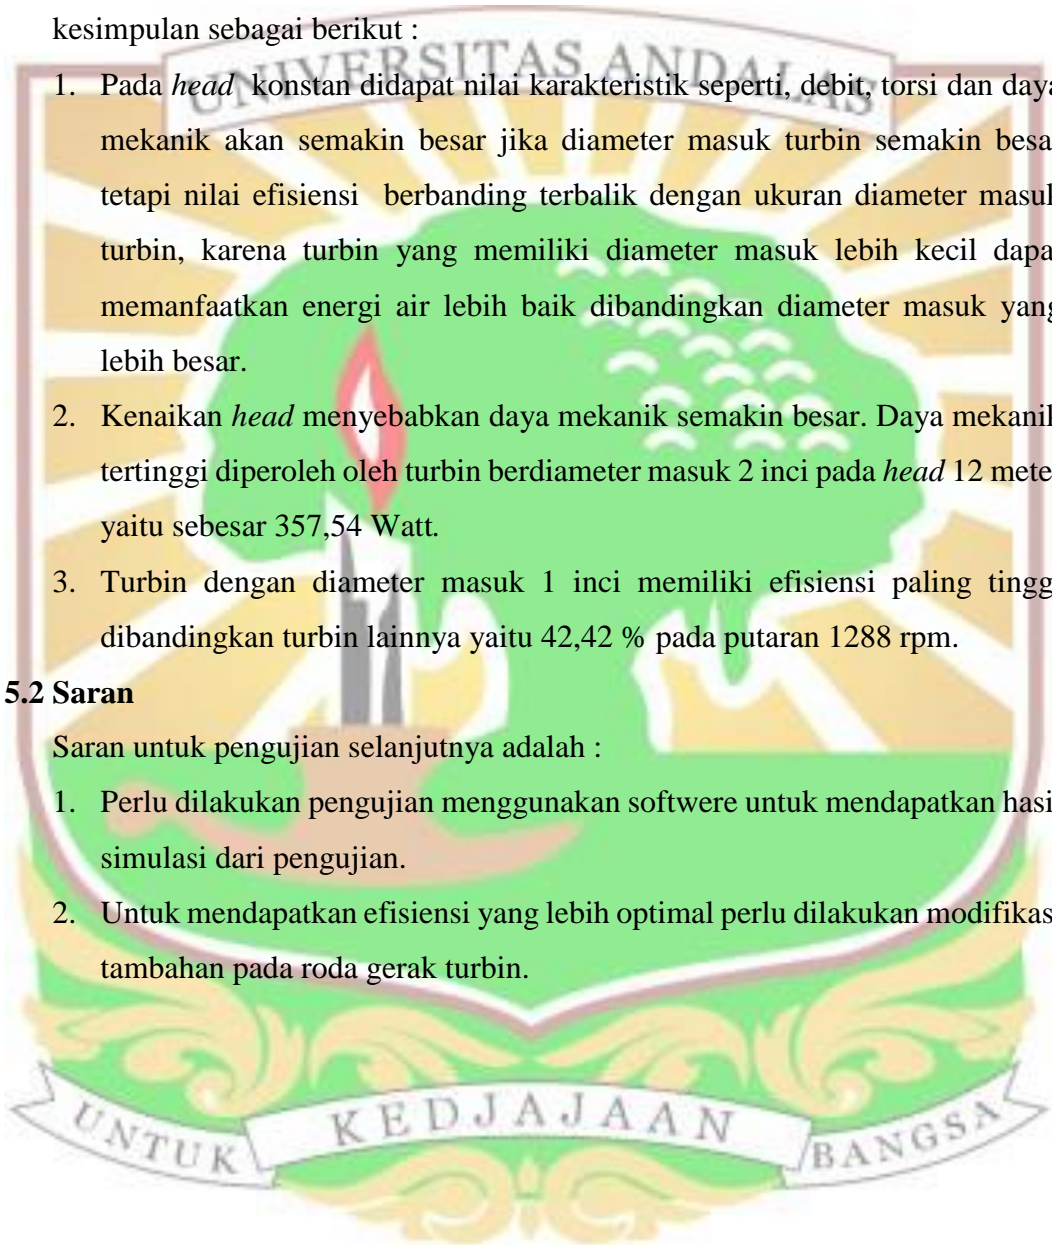 kesimpulan sebagai berikut :
UNIVERSITAS ANDALAS
1. Pada head konstan didapat nilai karakteristik seperti, debit, torsi dan daya
mekanik akan semakin besar jika diameter masuk turbin semakin besa
tetapi nilai efisiensi berbanding terbalik dengan ukuran diameter masuk
turbin, karena turbin yang memiliki diameter masuk lebih kecil dapa
memanfaatkan energi air lebih baik dibandingkan diameter masuk yang
lebih besar.
2. Kenaikan head menyebabkan daya mekanik semakin besar. Daya mekanik
tertinggi diperoleh oleh turbin berdiameter masuk 2 inci pada head 12 mete
yaitu sebesar 357,54 Watt.
3. Turbin dengan diameter masuk 1 inci memiliki efisiensi paling tingg
dibandingkan turbin lainnya yaitu 42,42 % pada putaran 1288 rpm.
5.2 Saran
Saran untuk pengujian selanjutnya adalah :
1. Perlu dilakukan pengujian menggunakan softwere untuk mendapatkan hasi
simulasi dari pengujian.
2. Untuk mendapatkan efisiensi yang lebih optimal perlu dilakukan modifikas
tambahan pada roda gerak turbin.
UNTUK KEDJAJAAN BANGSA